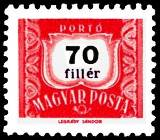 PORTÓ
70
fillér
MAGYAR POSTA
LEGRÁDY SÁNDOR